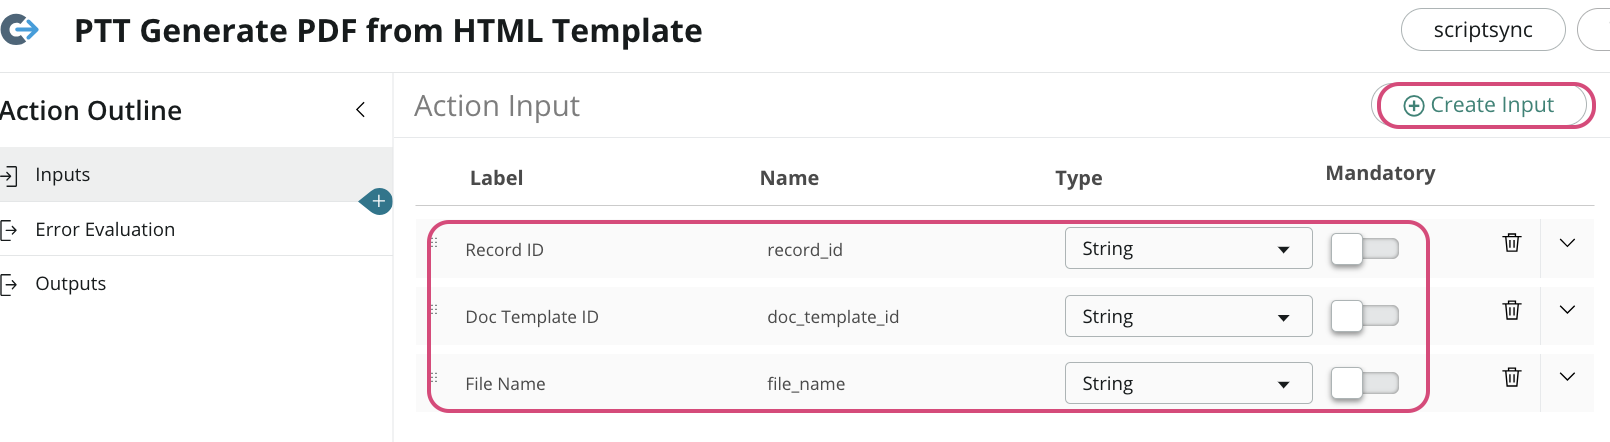 PTT Generate PDF from HTML Template
scriptsync
Action Outline
Action Input
Create Input
Inputs
Error Evaluation
Outputs
Label Name Type Mandatory
Record ID record_id String
Doc Template ID doc_template_id String
File Name file_name String